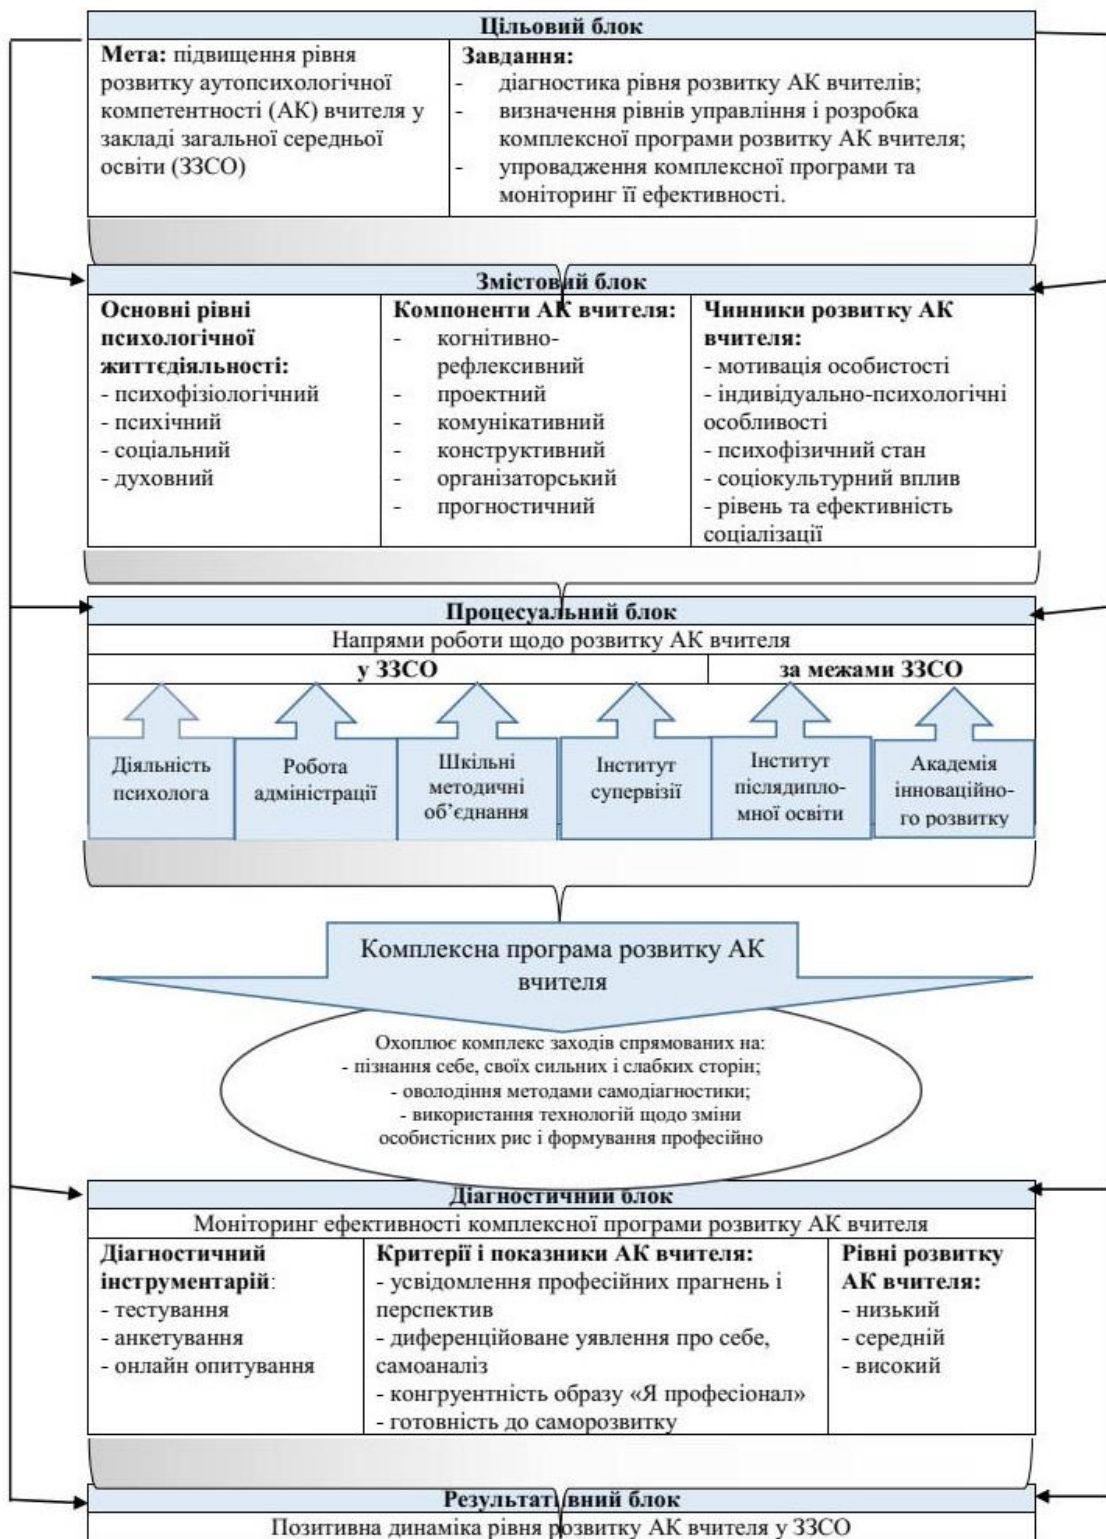 Цільовий блок
Мета: підвищення рівня
розвитку аутопсихологічної
компетентності (АК) вчителя у
закладі загальної середньої
освіти (ЗЗСО)
Завдання:
- діагностика рівня розвитку АК вчителів;
- визначення рівнів управління і розробка
комплексної програми розвитку АК вчителя;
- упровадження комплексної програми та
моніторинг її ефективності.
Змістовий блок
Основні рівні
психологічної
життєдіяльності:
- психофізіологічний
- психічний
- соціальний
- духовний
Компоненти АК вчителя:
- когнітивно-
рефлексивний
- проектний
- комунікативний
- конструктивний
- організаторський
- прогностичний
Чинники розвитку АК
вчителя:
- мотивація особистості
- індивідуально-психологічні
особливості
- психофізичний стан
- соціокультурний вплив
- рівень та ефективність
соціалізації
Процесуальний блок
Напрями роботи щодо розвитку АК вчителя
у ЗЗСО
за межами ЗЗСО
Діяльність
психолога
Робота
адміністрації
Шкільні
методичні
об’єднання
Інститут
супервізії
Інститут
післядипло-
мної освіти
Академія
інноваційно-
го розвитку
Комплексна програма розвитку АК
вчителя
Охоплює комплекс заходів спрямованих на:
- пізнання себе, своїх сильних і слабких сторін;
- оволодіння методами самодіагностики;
- використання технологій щодо зміни
особистісних рис і формування професійно
Діагностичний блок
Моніторинг ефективності комплексної програми розвитку АК вчителя
Діагностичний
інструментарій:
- тестування
- анкетування
- онлайн опитування
Критерії і показники АК вчителя:
- усвідомлення професійних прагнень і
перспектив
- диференційоване уявлення про себе,
самоаналіз
- конгруентність образу «Я професіонал»
- готовність до саморозвитку
Рівні розвитку
АК вчителя:
- низький
- середній
- високий
Результативний блок
Позитивна динаміка рівня розвитку АК вчителя у ЗЗСО